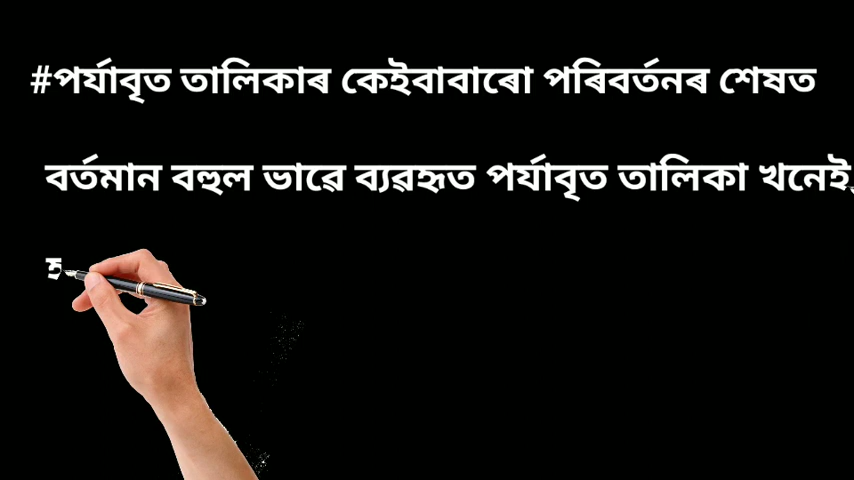 #পৰ্যাবৃত তালিকাৰ কেইবাবাৰো পৰিবৰ্তনৰ শেষত
বৰ্তমান বহুল ভাৱে ব্যৱহৃত পৰ্যাবৃত তালিকা খনেই